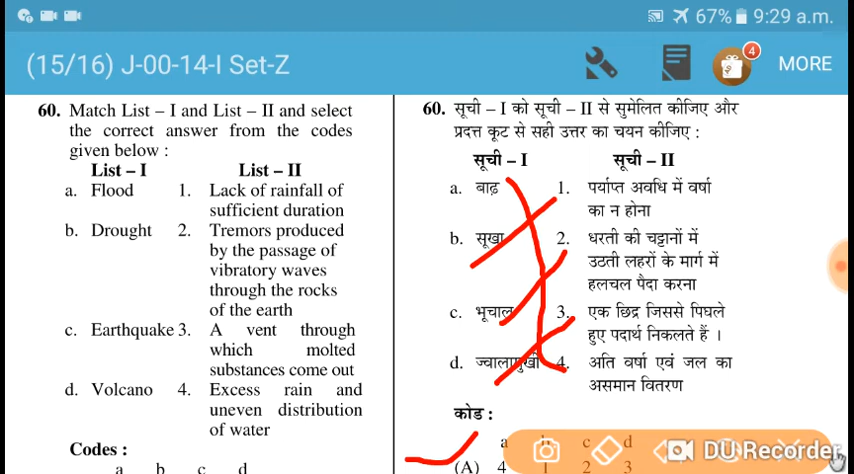 67% 9:29 a.m.
(15/16) J-00-14-I Set-Z
4
MORE
60. Match List – I and List – II and select
the correct answer from the codes
given below :
List – I List – II
a. Flood 1. Lack of rainfall of
sufficient duration
b. Drought 2. Tremors produced
by the passage of
vibratory waves
through the rocks
of the earth
c. Earthquake 3. A vent through
which molted
substances come out
d. Volcano 4. Excess rain and
uneven distribution
of water
Codes :
a b c d
60. सूची – I को सूची – II से सुमेलित कीजिए और
प्रदत्त कूट से सही उत्तर का चयन कीजिए :
सूची – I सूची – II
a. बाढ़ 1. पर्याप्त अवधि में वर्षा
का न होना
b. सूखा 2. धरती की चट्टानों में
उठती लहरों के मार्ग में
हलचल पैदा करना
c. भूचाल 3. एक छिद्र जिससे पिघले
हुए पदार्थ निकलते हैं ।
d. ज्वालामुखी 4. अति वर्षा एवं जल का
असमान वितरण
कोड :
a b c d
(A) 4 1 2 3
DU Recorder